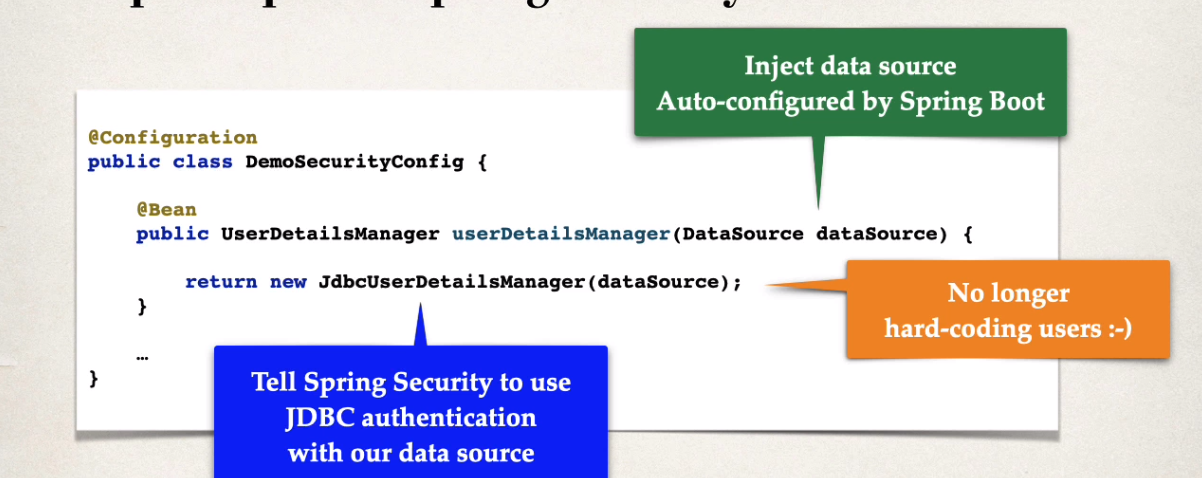 Inject data source
Auto-configured by Spring Boot
@Configuration
public class DemoSecurityConfig {
@Bean
public UserDetailsManager userDetailsManager(DataSource dataSource) {
return new JdbcUserDetailsManager(dataSource);
}
No longer
hard-coding users :-)
…
}
Tell Spring Security to use
JDBC authentication
with our data source